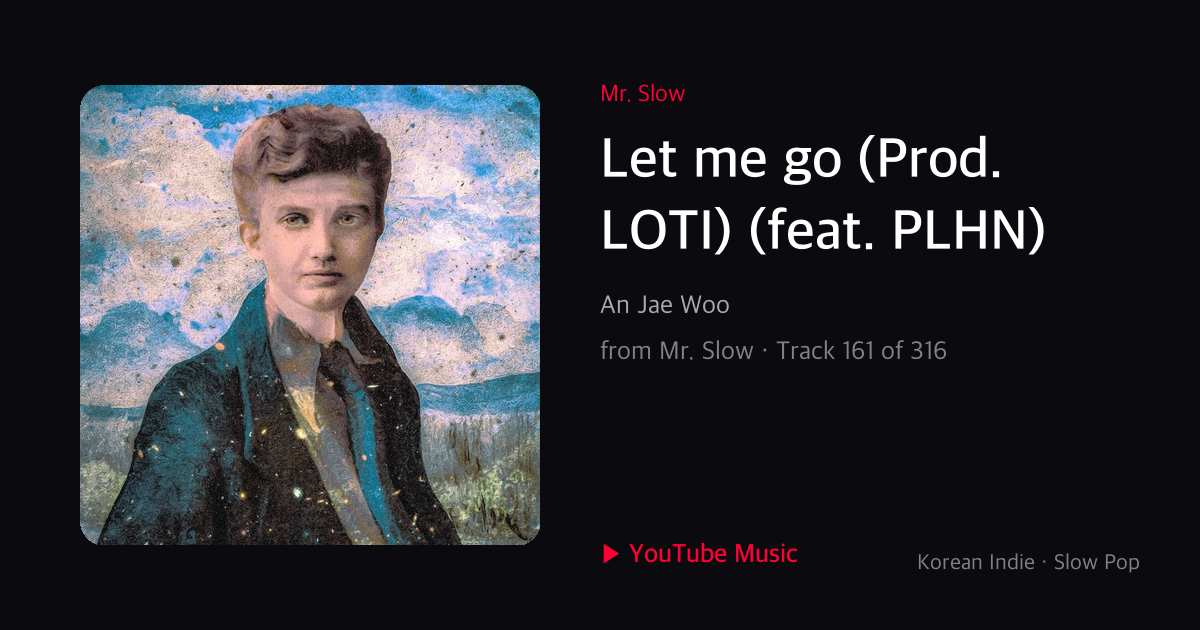 Mr. Slow
Let me go (Prod.
LOTI) (feat. PLHN)
An Jae Woo
from Mr. Slow · Track 161 of 316
YouTube Music
Korean Indie · Slow Pop